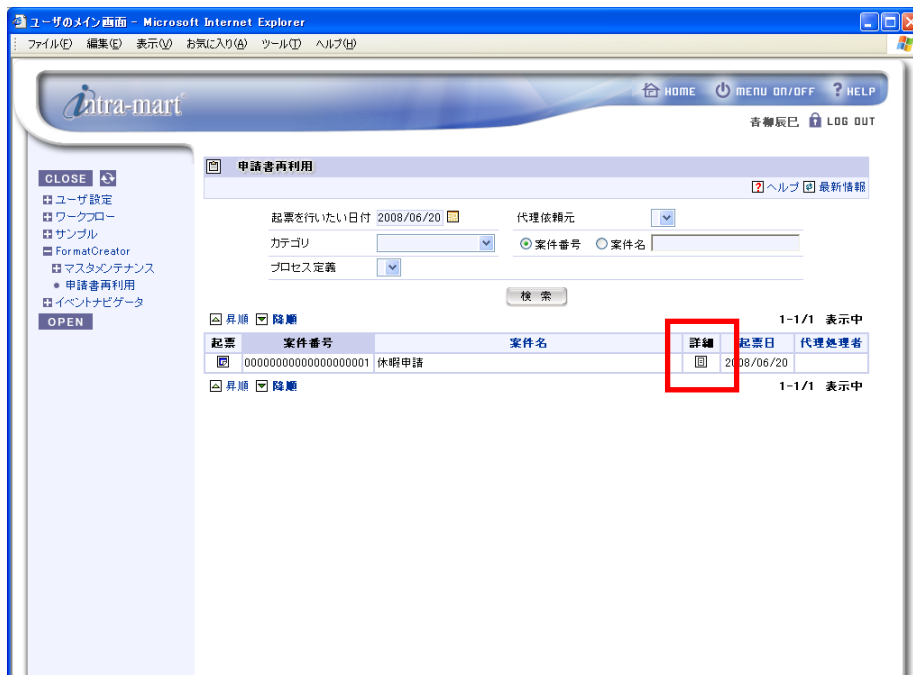 ユーザのメイン画面 - Microsoft Internet Explorer
ファイル(F) 編集(E) 表示(V) お気に入り(A) ツール(T) ヘルプ(H)
intra-mart
HOME MENU ON/OFF ? HELP
青柳辰巳 LOG OUT
CLOSE
ユーザ設定
ワークフロー
サンプル
FormatCreator
マスタメンテナンス
申請書再利用
イベントナビゲータ
OPEN
申請書再利用
? ヘルプ 最新情報
起票を行いたい日付 2008/06/20 代理依頼元
カテゴリ 案件番号 案件名
プロセス定義
検 索
昇順 降順 1-1/1 表示中
起票 案件番号 案件名 詳細 起票日 代理処理者
00000000000000000001 休暇申請 2008/06/20
昇順 降順 1-1/1 表示中